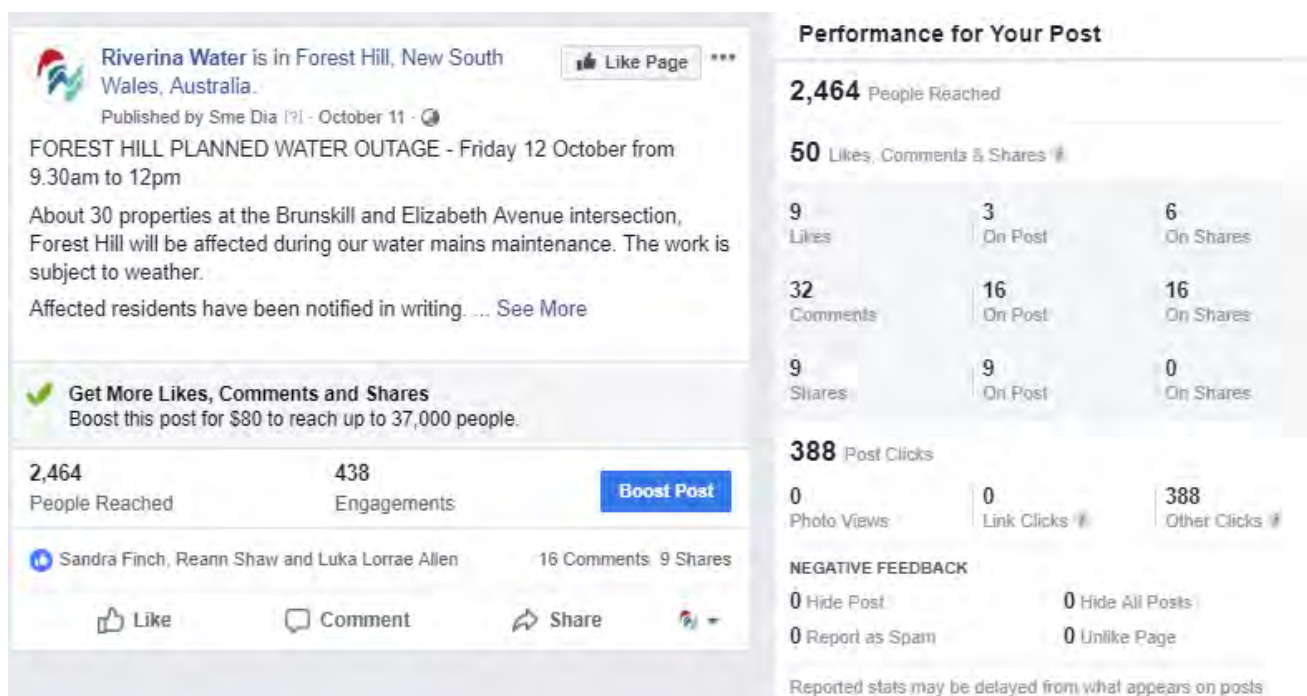 Riverina Water is in Forest Hill, New South
Wales, Australia.
Like Page
Published by Sme Dia [?] · October 11 ·
FOREST HILL PLANNED WATER OUTAGE - Friday 12 October from
9.30am to 12pm
About 30 properties at the Brunskill and Elizabeth Avenue intersection,
Forest Hill will be affected during our water mains maintenance. The work is
subject to weather.
Affected residents have been notified in writing. ... See More
Get More Likes, Comments and Shares
Boost this post for $80 to reach up to 37,000 people.
2,464 438
People Reached Engagements
Boost Post
Sandra Finch, Reann Shaw and Luka Lorrae Allen 16 Comments 9 Shares
Like Comment Share
Performance for Your Post
2,464 People Reached
50 Likes, Comments & Shares
9 3 6
Likes On Post On Shares
32 16 16
Comments On Post On Shares
9 9 0
Shares On Post On Shares
388 Post Clicks
0 0 388
Photo Views Link Clicks Other Clicks
NEGATIVE FEEDBACK
0 Hide Post 0 Hide All Posts
0 Report as Spam 0 Unlike Page
Reported stats may be delayed from what appears on posts